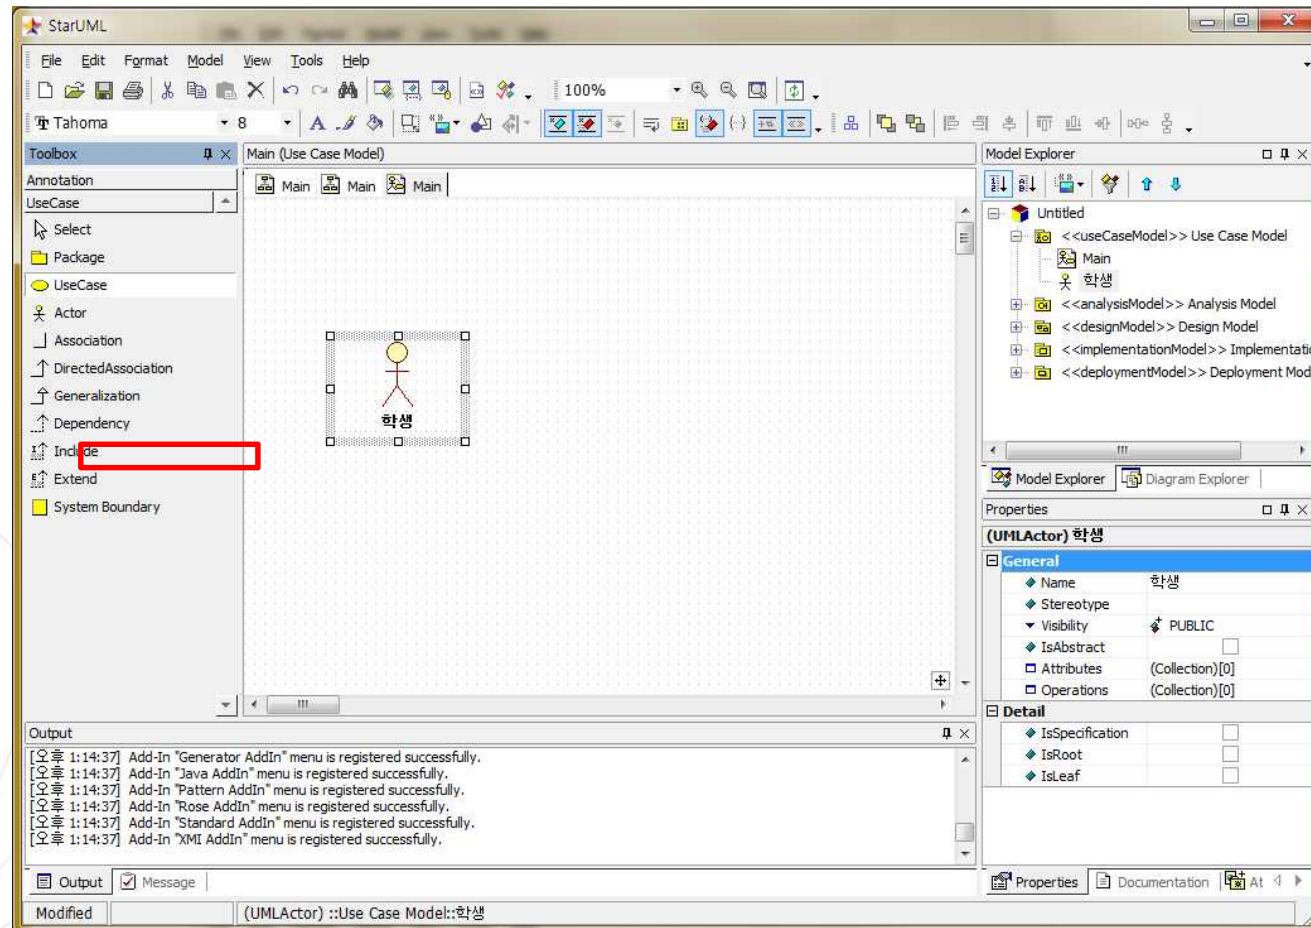 StarUML
File Edit Format Model View Tools Help
100%
Tahoma 8
Toolbox
Annotation
UseCase
Select
Package
UseCase
Actor
Association
DirectedAssociation
Generalization
Dependency
Include
Extend
System Boundary
Main (Use Case Model)
Main Main Main
학생
Model Explorer
Untitled
<<useCaseModel>> Use Case Model
Main
학생
<<analysisModel>> Analysis Model
<<designModel>> Design Model
<<implementationModel>> Implementatio
<<deploymentModel>> Deployment Mod
Model Explorer Diagram Explorer
Properties
(UMLActor) 학생
General
Name 학생
Stereotype
Visibility PUBLIC
IsAbstract
Attributes (Collection)[0]
Operations (Collection)[0]
Detail
IsSpecification
IsRoot
IsLeaf
Properties Documentation At
Output
[오후 1:14:37] Add-In "Generator AddIn" menu is registered successfully.
[오후 1:14:37] Add-In "Java AddIn" menu is registered successfully.
[오후 1:14:37] Add-In "Pattern AddIn" menu is registered successfully.
[오후 1:14:37] Add-In "Rose AddIn" menu is registered successfully.
[오후 1:14:37] Add-In "Standard AddIn" menu is registered successfully.
[오후 1:14:37] Add-In "XMI AddIn" menu is registered successfully.
Output Message
Modified (UMLActor) ::Use Case Model::학생